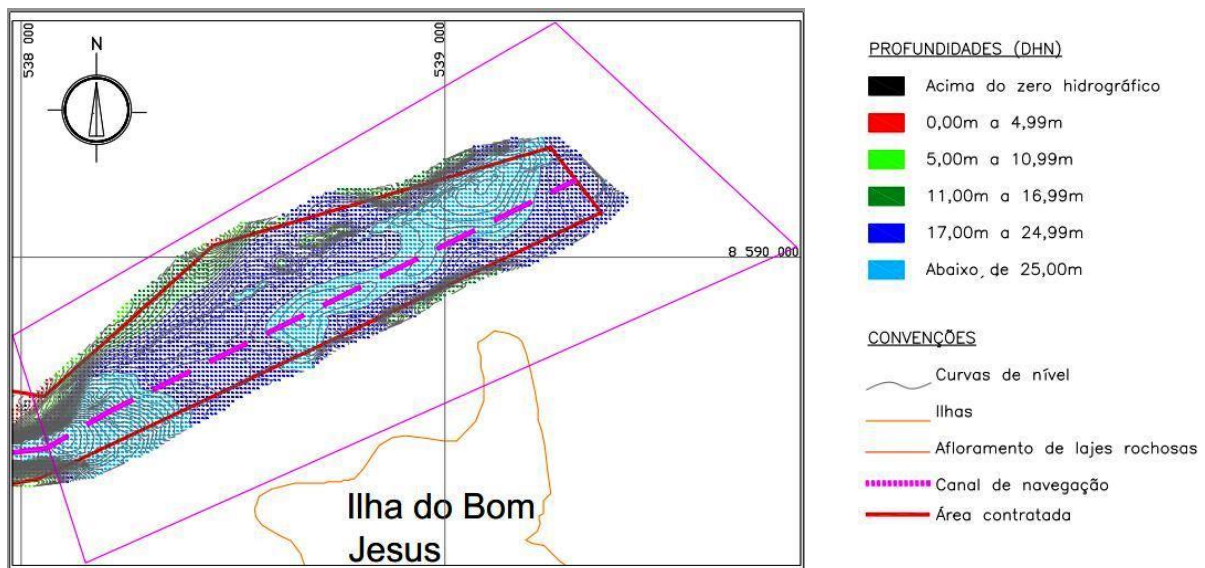 538 000
N
539 000
8 590 000
Ilha do Bom
Jesus
PROFUNDIDADES (DHN)
Acima do zero hidrográfico
0,00m a 4,99m
5,00m a 10,99m
11,00m a 16,99m
17,00m a 24,99m
Abaixo, de 25,00m
CONVENÇÕES
Curvas de nível
Ilhas
Afloramento de lajes rochosas
Canal de navegação
Área contratada